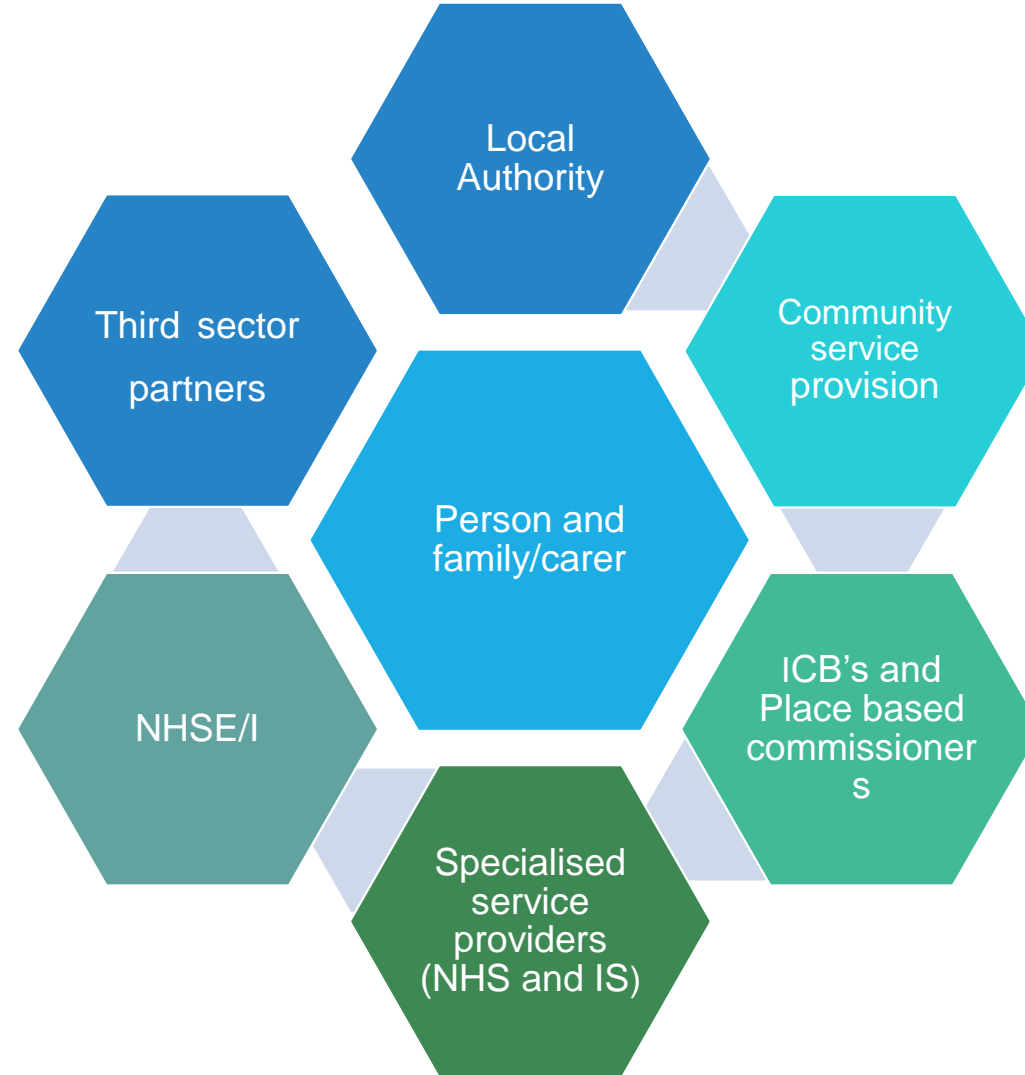 Local
Authority
Third sector
partners
Community
service
provision
Person and
family/carer
NHSE/I
ICB’s and
Place based
commissioner
s
Specialised
service
providers
(NHS and IS)